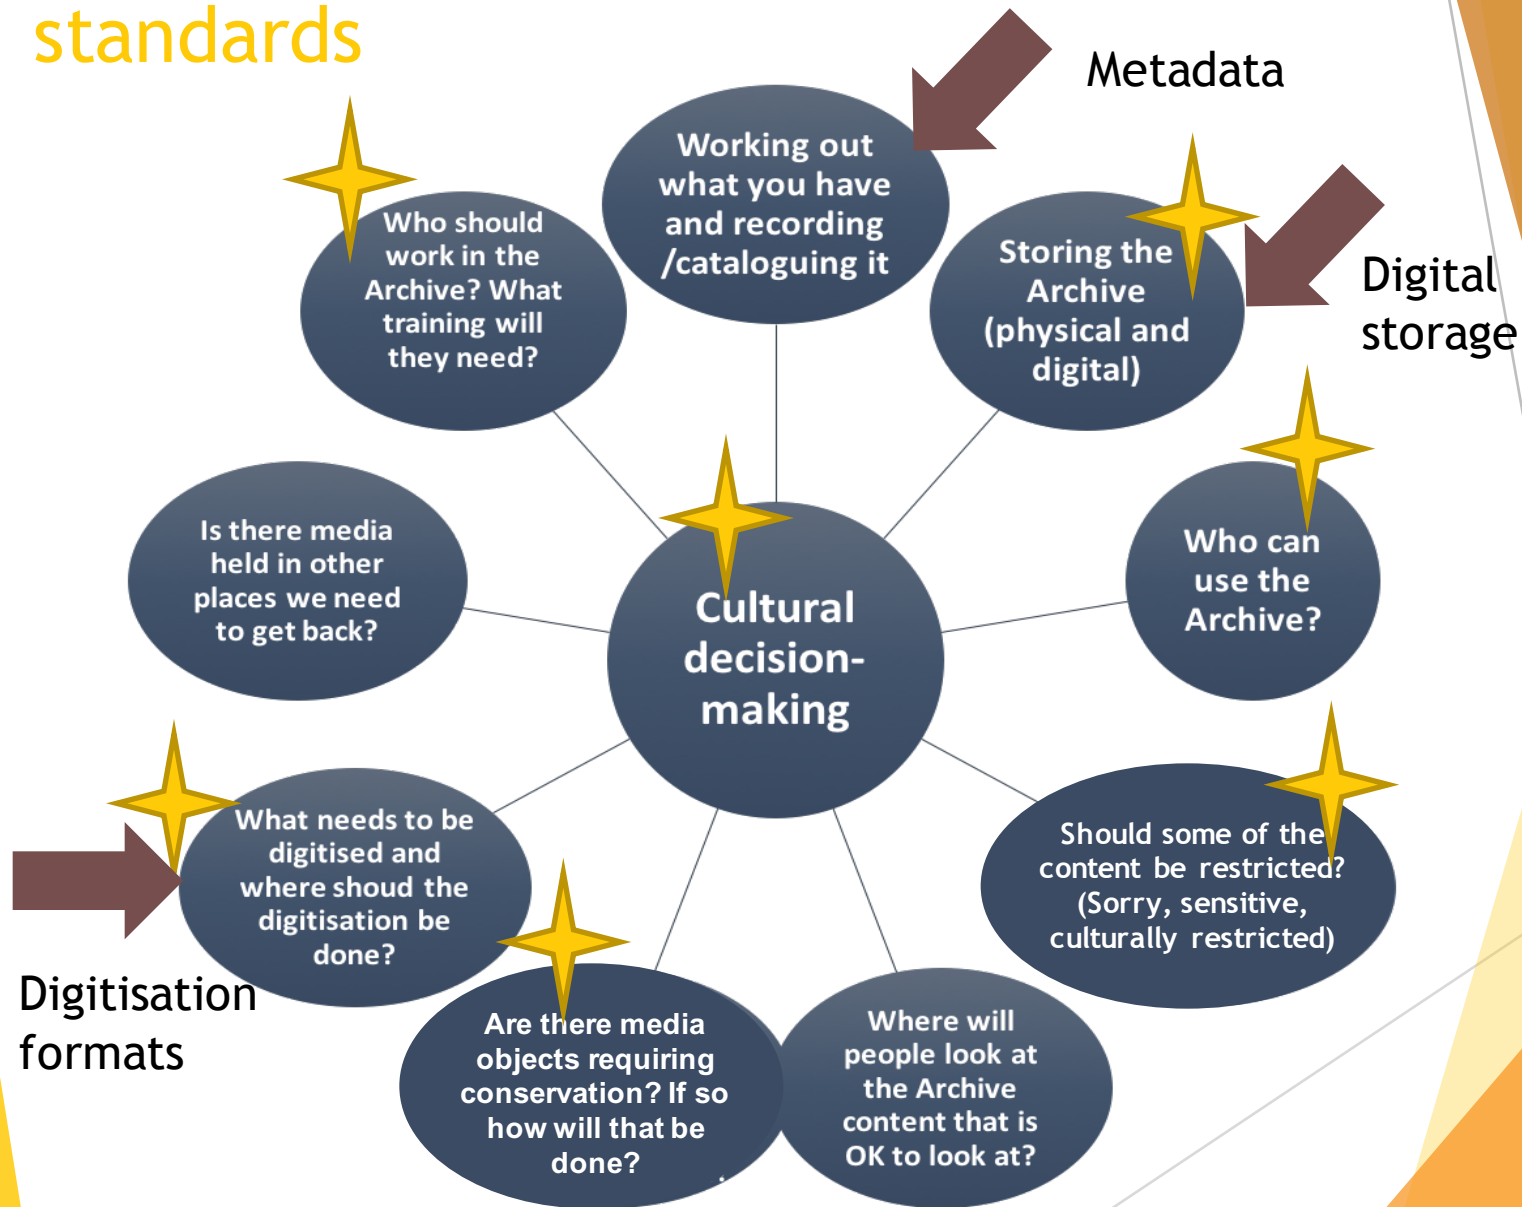 standards
Metadata
Working out
what you have
and recording
/cataloguing it
Storing the
Archive
(physical and
digital)
Digital
storage
Who can
use the
Archive?
Should some of the
content be restricted?
(Sorry, sensitive,
culturally restricted)
Where will
people look at
the Archive
content that is
OK to look at?
Are there media
objects requiring
conservation? If so
how will that be
done?
What needs to be
digitised and
where shoud the
digitisation be
done?
Digitisation
formats
Is there media
held in other
places we need
to get back?
Who should
work in the
Archive? What
training will
they need?
Cultural
decision-
making